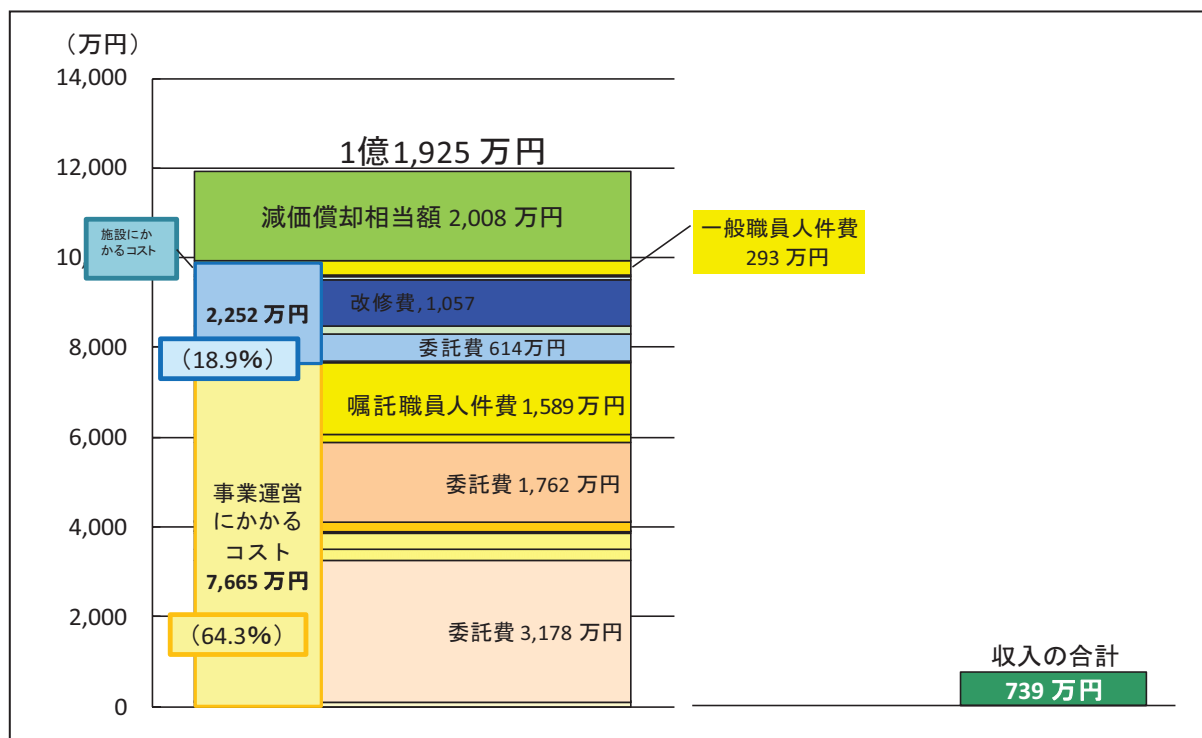 （万円）
14,000
12,000
10,
8,000
6,000
4,000
2,000
0
1億1,925 万円
減価償却相当額 2,008 万円
施設にか
かるコスト
一般職員人件費
293 万円
2,252 万円
（18.9%）
改修費, 1,057
委託費 614万円
嘱託職員人件費 1,589 万円
委託費 1,762 万円
事業運営
にかかる
コスト
7,665 万円
（64.3%）
委託費 3,178 万円
収入の合計
739 万円